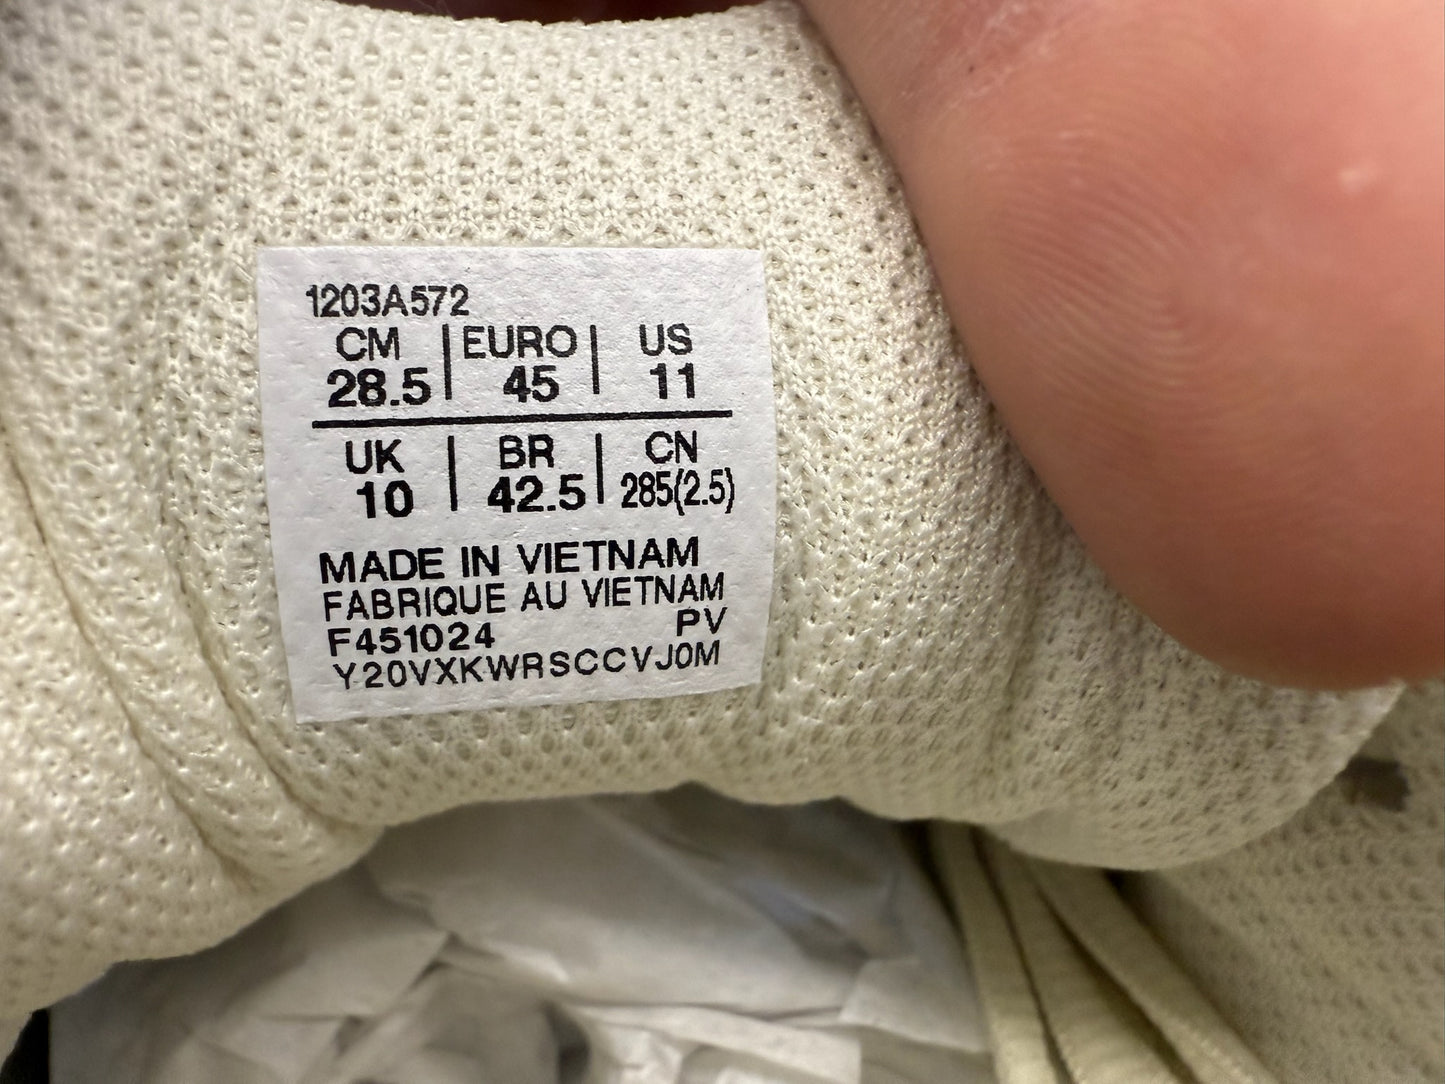 1203A572
CM | EURO | US
28.5 | 45 | 11
UK | BR | CN
10 | 42.5 | 285(2.5)
MADE IN VIETNAM
FABRIQUE AU VIETNAM
F451024 PV
Y20VXKWRSCCVJ0M